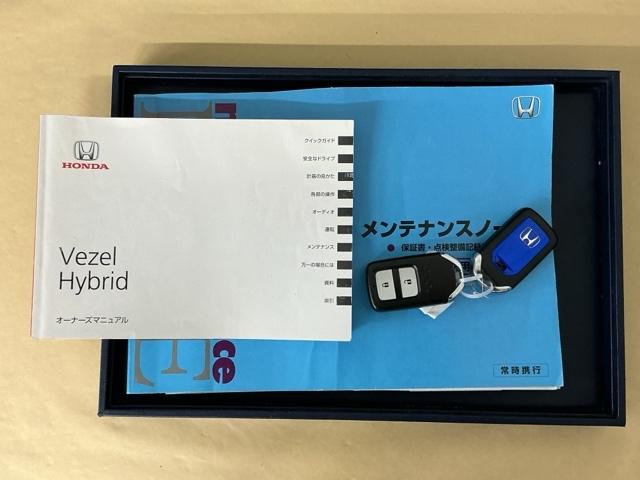 HONDA
Vezel
Hybrid
オーナーズマニュアル
クイックガイド
安全なドライブ
計器の見かた
各部の操作
オーディオ
運転
メンテナンス
万一の場合には
資料
索引
メンテナンスノー
保証書・点検整備記録
用
常時携行
ce